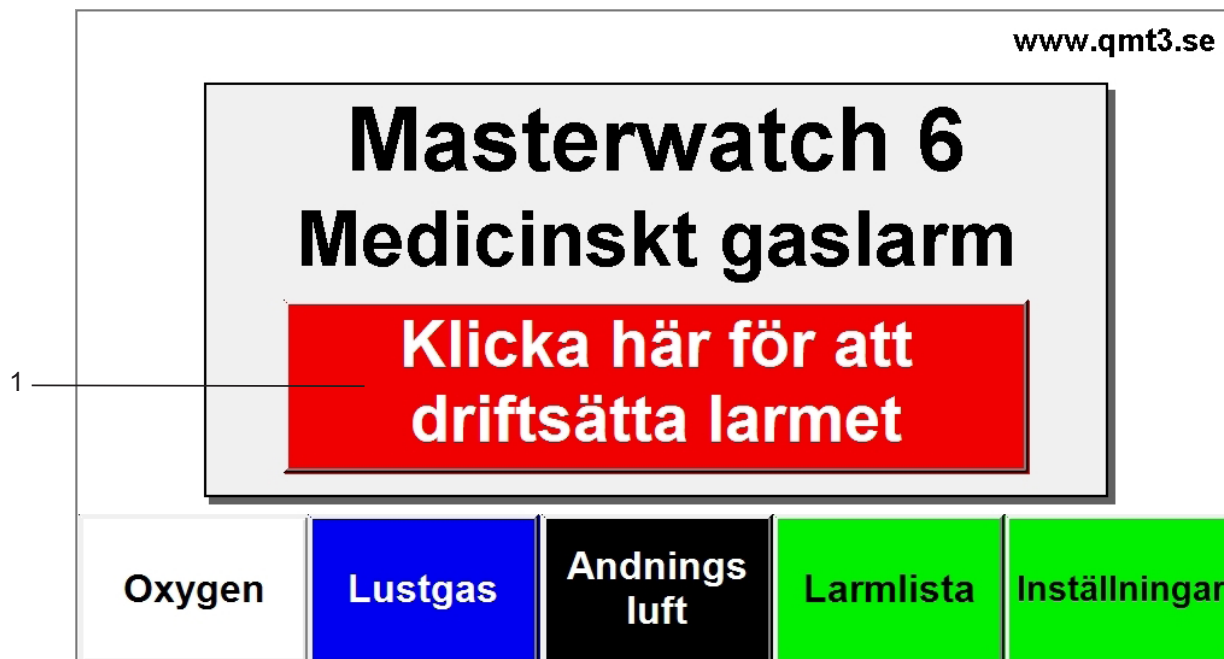 www.qmt3.se
Masterwatch 6
Medicinskt gaslarm
Klicka här för att
driftsätta larmet
1
Oxygen
Lustgas
Andnings
luft
Larmlista
Inställningar